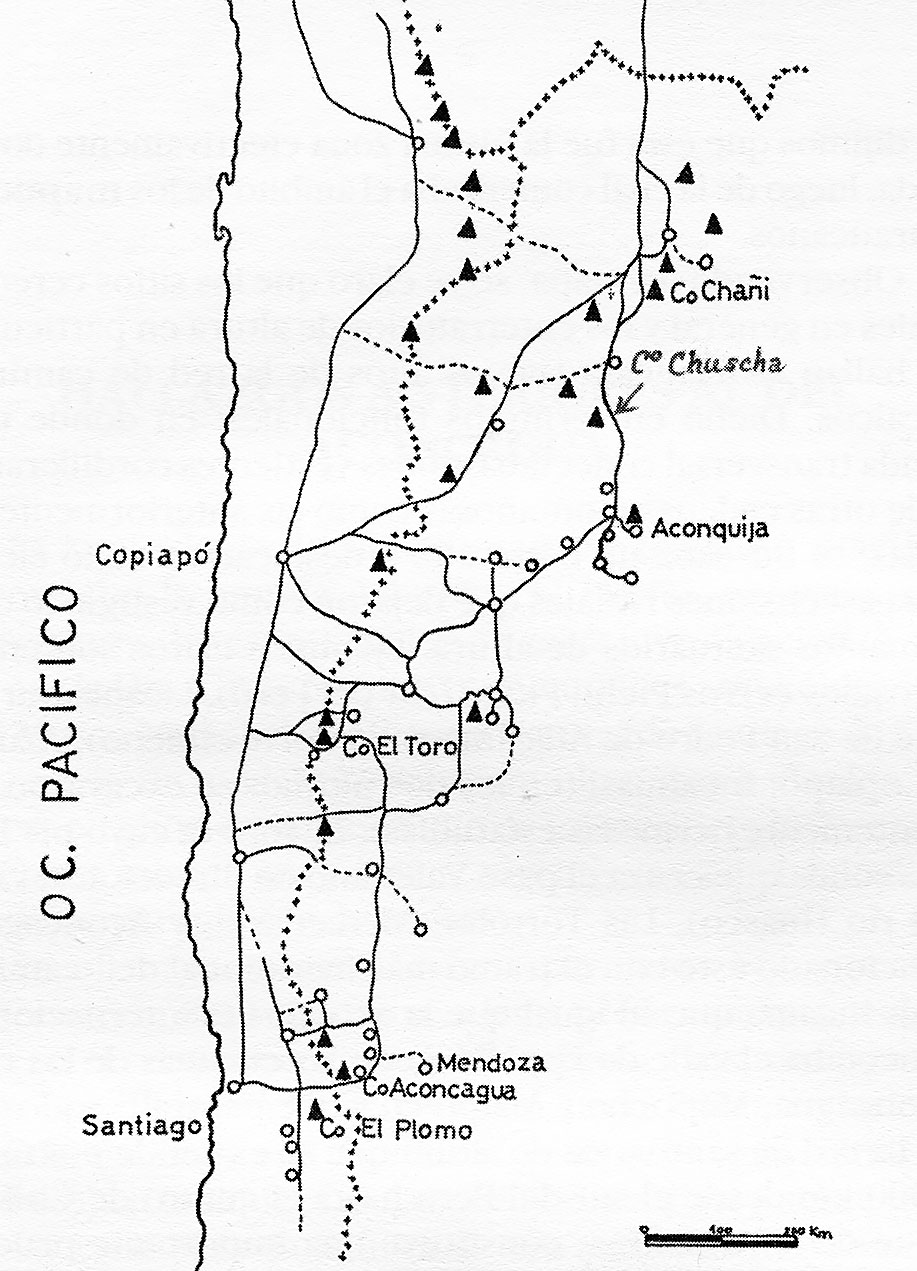 Co Chañi
Co Chuscha
Aconquija
Copiapó
OC. PACIFICO
Co El Toro
Mendoza
Co Aconcagua
Santiago
Co El Plomo
0 100 200 Km